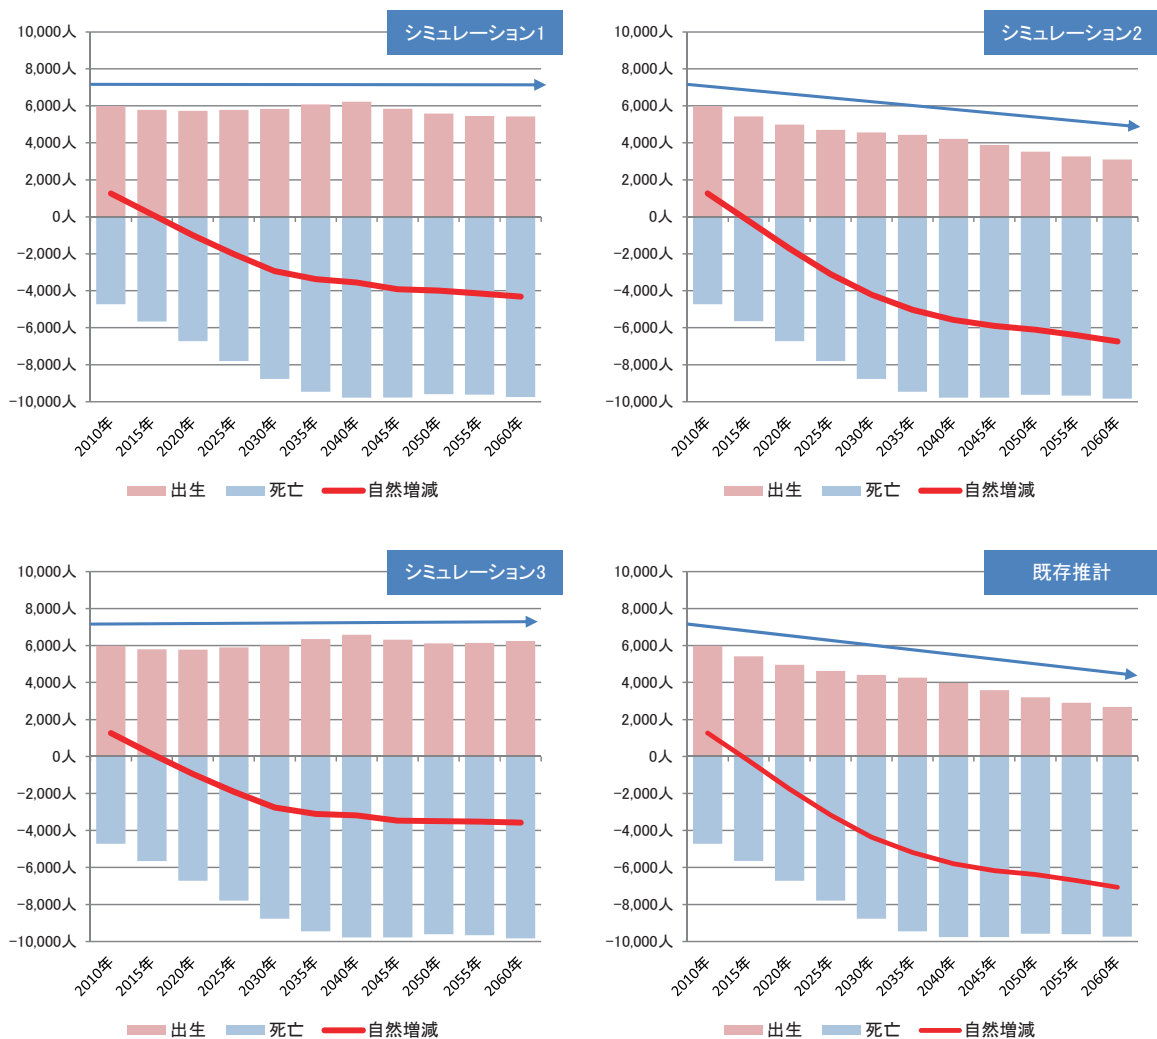 シミュレーション1
10,000人
8,000人
6,000人
4,000人
2,000人
0人
−2,000人
−4,000人
−6,000人
−8,000人
−10,000人
2010年 2015年 2020年 2025年 2030年 2035年 2040年 2045年 2050年 2055年 2060年
出生 死亡 自然増減
シミュレーション2
10,000人
8,000人
6,000人
4,000人
2,000人
0人
−2,000人
−4,000人
−6,000人
−8,000人
−10,000人
2010年 2015年 2020年 2025年 2030年 2035年 2040年 2045年 2050年 2055年 2060年
出生 死亡 自然増減
シミュレーション3
10,000人
8,000人
6,000人
4,000人
2,000人
0人
−2,000人
−4,000人
−6,000人
−8,000人
−10,000人
2010年 2015年 2020年 2025年 2030年 2035年 2040年 2045年 2050年 2055年 2060年
出生 死亡 自然増減
既存推計
10,000人
8,000人
6,000人
4,000人
2,000人
0人
−2,000人
−4,000人
−6,000人
−8,000人
−10,000人
2010年 2015年 2020年 2025年 2030年 2035年 2040年 2045年 2050年 2055年 2060年
出生 死亡 自然増減